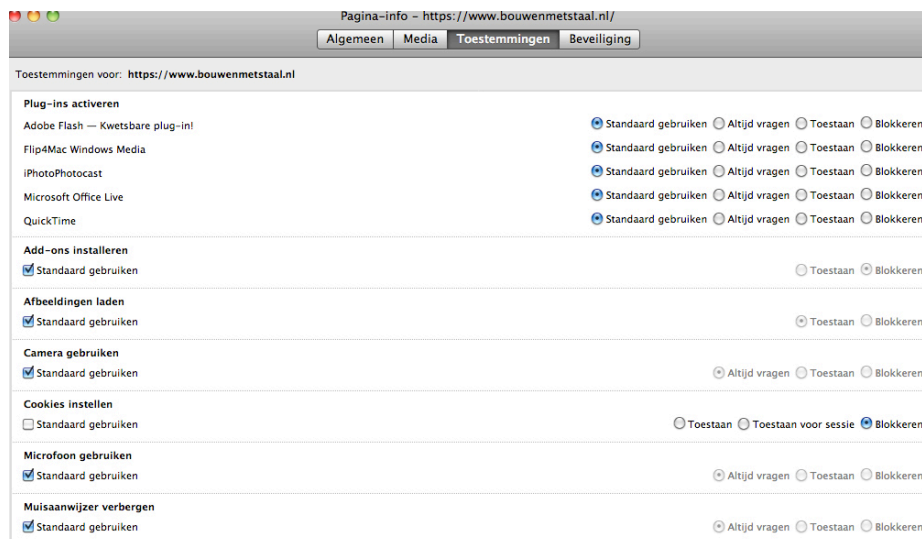 Pagina-info – https://www.bouwenmetstaal.nl/
Algemeen Media Toestemmingen Beveiliging
Toestemmingen voor: https://www.bouwenmetstaal.nl
Plug-ins activeren
Adobe Flash — Kwetsbare plug-in! Standaard gebruiken Altijd vragen Toestaan Blokkeren
Flip4Mac Windows Media Standaard gebruiken Altijd vragen Toestaan Blokkeren
iPhotoPhotocast Standaard gebruiken Altijd vragen Toestaan Blokkeren
Microsoft Office Live Standaard gebruiken Altijd vragen Toestaan Blokkeren
QuickTime Standaard gebruiken Altijd vragen Toestaan Blokkeren
Add-ons installeren
Standaard gebruiken Toestaan Blokkeren
Afbeeldingen laden
Standaard gebruiken Toestaan Blokkeren
Camera gebruiken
Standaard gebruiken Altijd vragen Toestaan Blokkeren
Cookies instellen
Standaard gebruiken Toestaan Toestaan voor sessie Blokkeren
Microfoon gebruiken
Standaard gebruiken Altijd vragen Toestaan Blokkeren
Muisaanwijzer verbergen
Standaard gebruiken Altijd vragen Toestaan Blokkeren